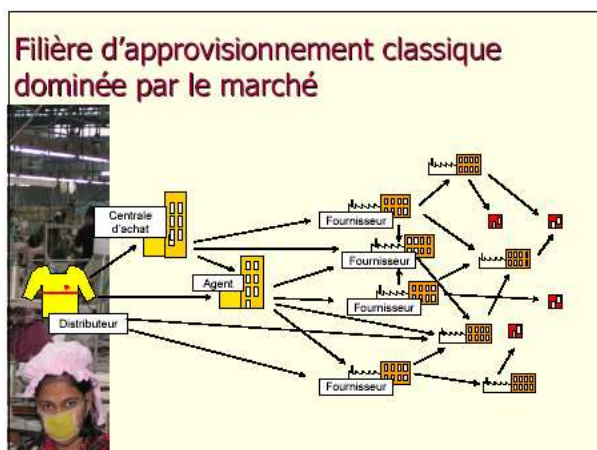 Filière d'approvisionnement classique
dominée par le marché
Centrale
d'achat
Fournisseur
Fournisseur
Agent
Fournisseur
Distributeur
Fournisseur